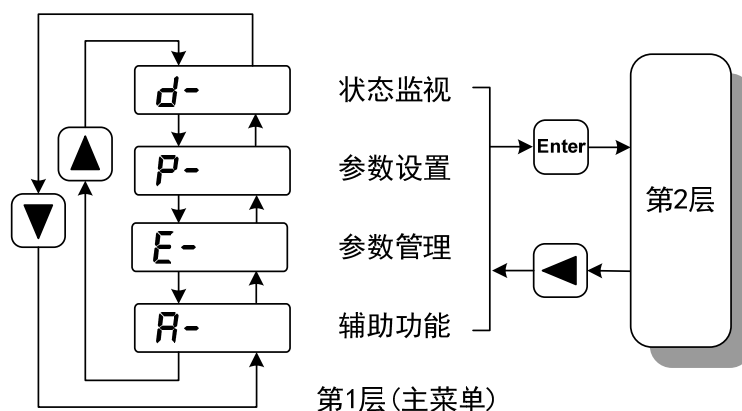 d- 状态监视
P- 参数设置
E- 参数管理
A- 辅助功能
Enter
第2层
第1层(主菜单)